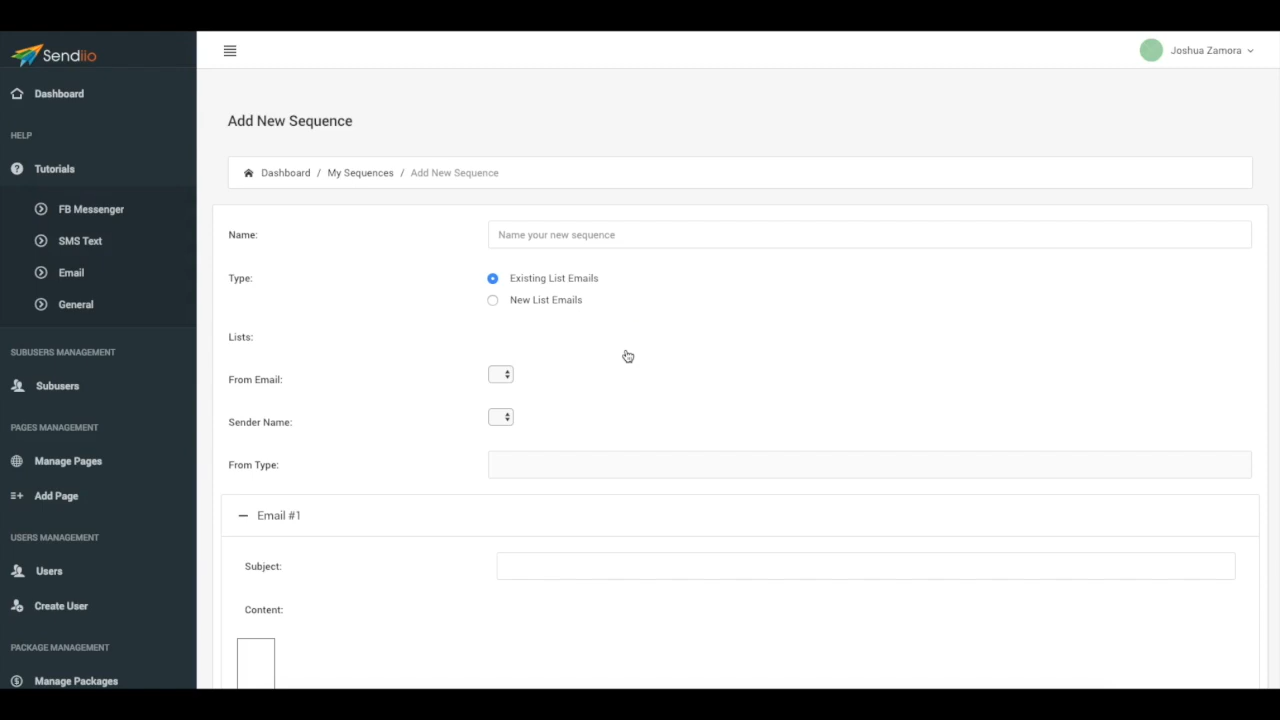 Sendiio
Joshua Zamora
Dashboard
HELP
Tutorials
FB Messenger
SMS Text
Email
General
SUBUSERS MANAGEMENT
Subusers
PAGES MANAGEMENT
Manage Pages
Add Page
USERS MANAGEMENT
Users
Create User
PACKAGE MANAGEMENT
Manage Packages
Add New Sequence
Dashboard / My Sequences / Add New Sequence
Name: Name your new sequence
Type: Existing List Emails
New List Emails
Lists:
From Email:
Sender Name:
From Type:
Email #1
Subject:
Content: